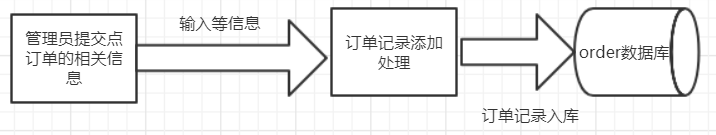 管理员提交点
订单的相关信
息
输入等信息
订单记录添加
处理
order数据库
订单记录入库